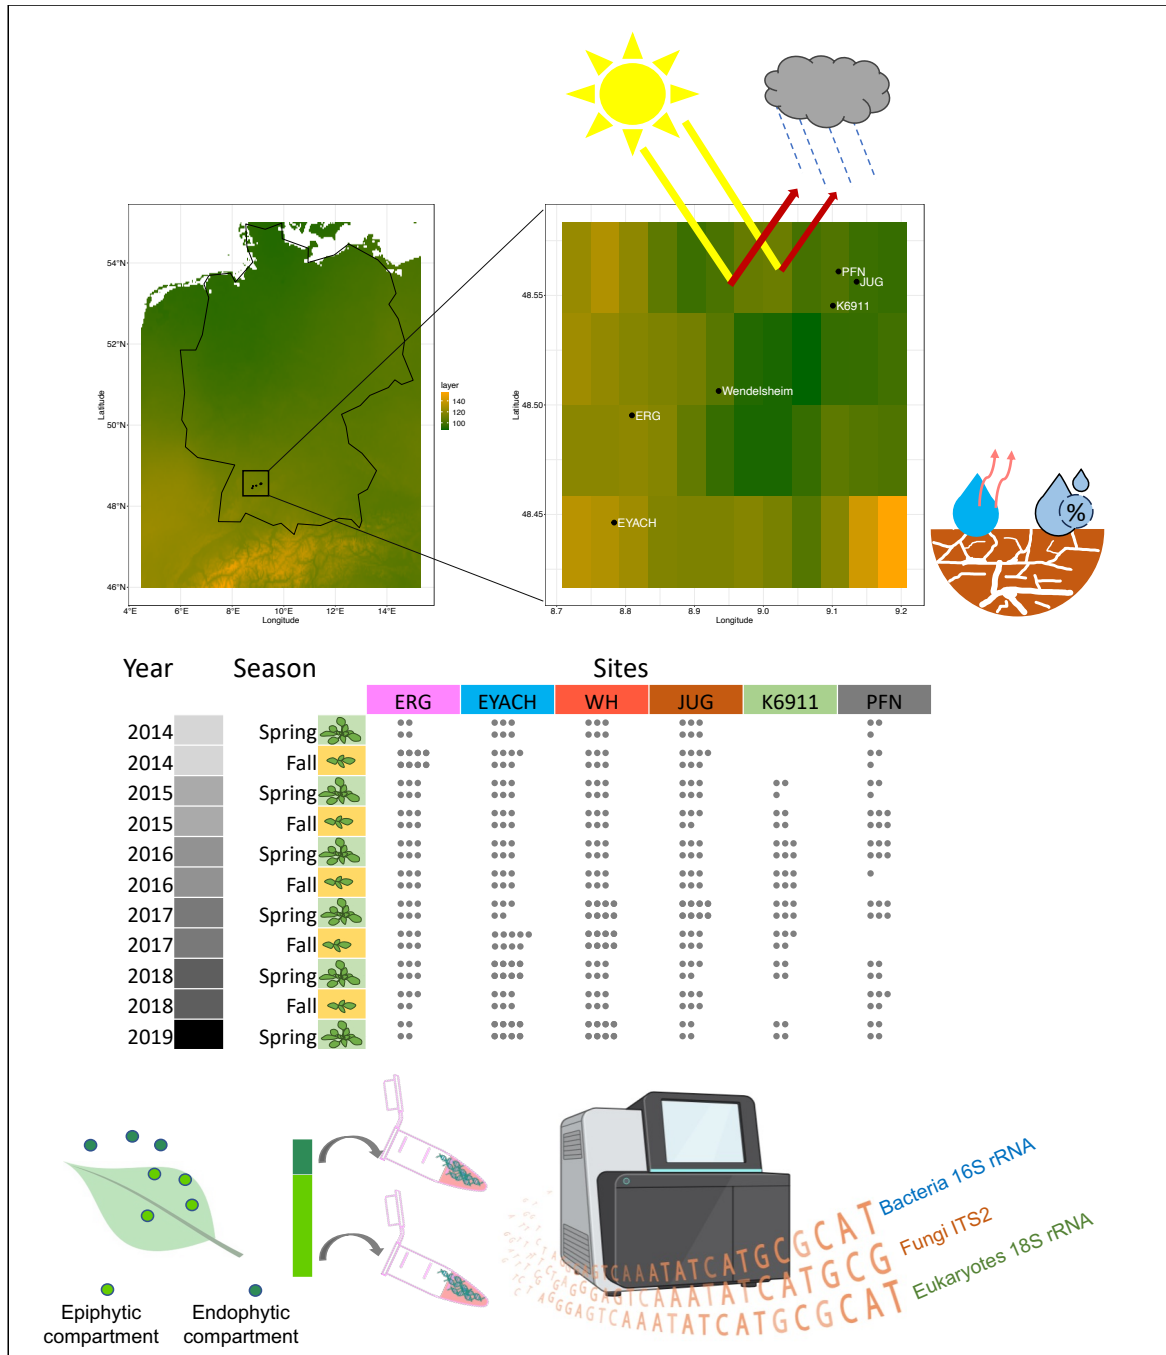 54°N
52°N
50°N
48°N
46°N
Latitude
4°E
6°E
8°E
10°E
12°E
14°E
Longitude
layer
140
120
100
48.55
48.50
48.45
Latitude
PFN
JUG
K6911
Wendelsheim
ERG
EYACH
8.7
8.8
8.9
9.0
9.1
9.2
Longitude
%
Year Season Sites
ERG EYACH WH JUG K6911 PFN
2014 Spring
2014 Fall
2015 Spring
2015 Fall
2016 Spring
2016 Fall
2017 Spring
2017 Fall
2018 Spring
2018 Fall
2019 Spring
Epiphytic
compartment
Endophytic
compartment
Bacteria 16S rRNA
Fungi ITS2
Eukaryotes 18S rRNA
TCAAATATCATGCGCAT
GGGAGTCAAATATCATGCG
CTAGGGAGTCAAATATCATGCGCAT